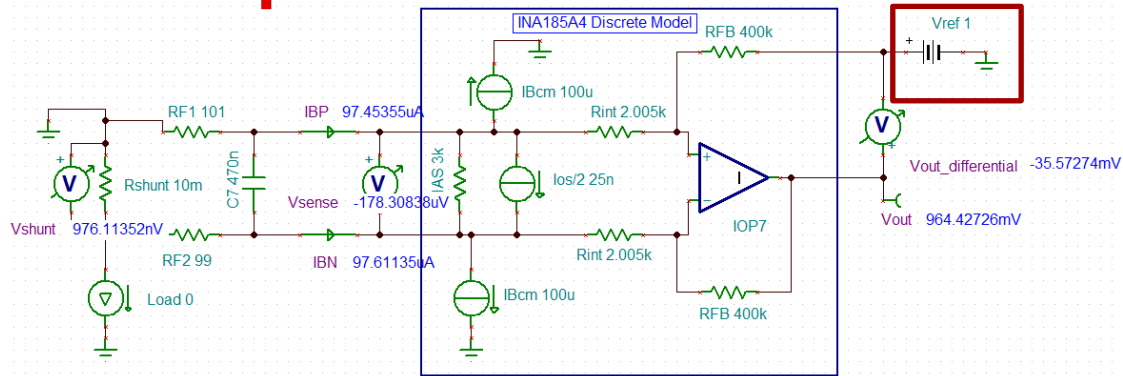 INA185A4 Discrete Model
RFB 400k
Vref 1
+
IBcm 100u
RF1 101
IBP 97.45355uA
Rint 2.005k
+
V
Rshunt 10m
C7 470n
+
V
IAS 3k
Ios/2 25n
+
-
I
V
+
Vout_differential -35.57274mV
Vsense -178.30838uV
Vshunt 976.11352nV
Vout 964.42726mV
IOP7
RF2 99
IBN 97.61135uA
Rint 2.005k
Load 0
IBcm 100u
RFB 400k